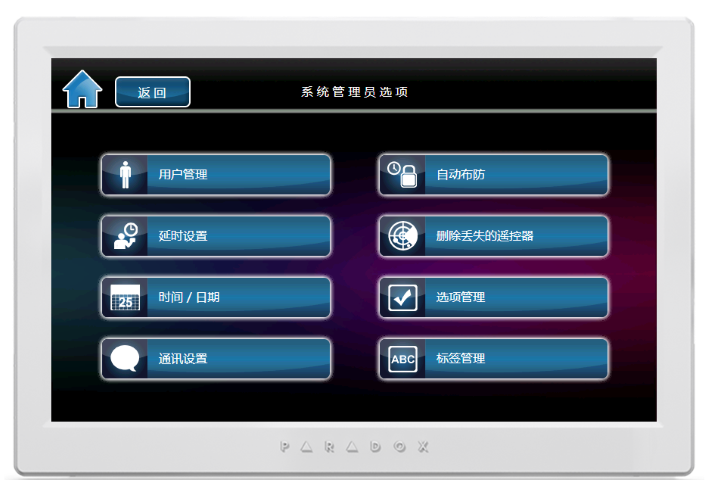 返回
系统管理员选项
用户管理
自动布防
延时设置
删除丢失的遥控器
25
时间 / 日期
选项管理
通讯设置
ABC
标签管理
PARADOX